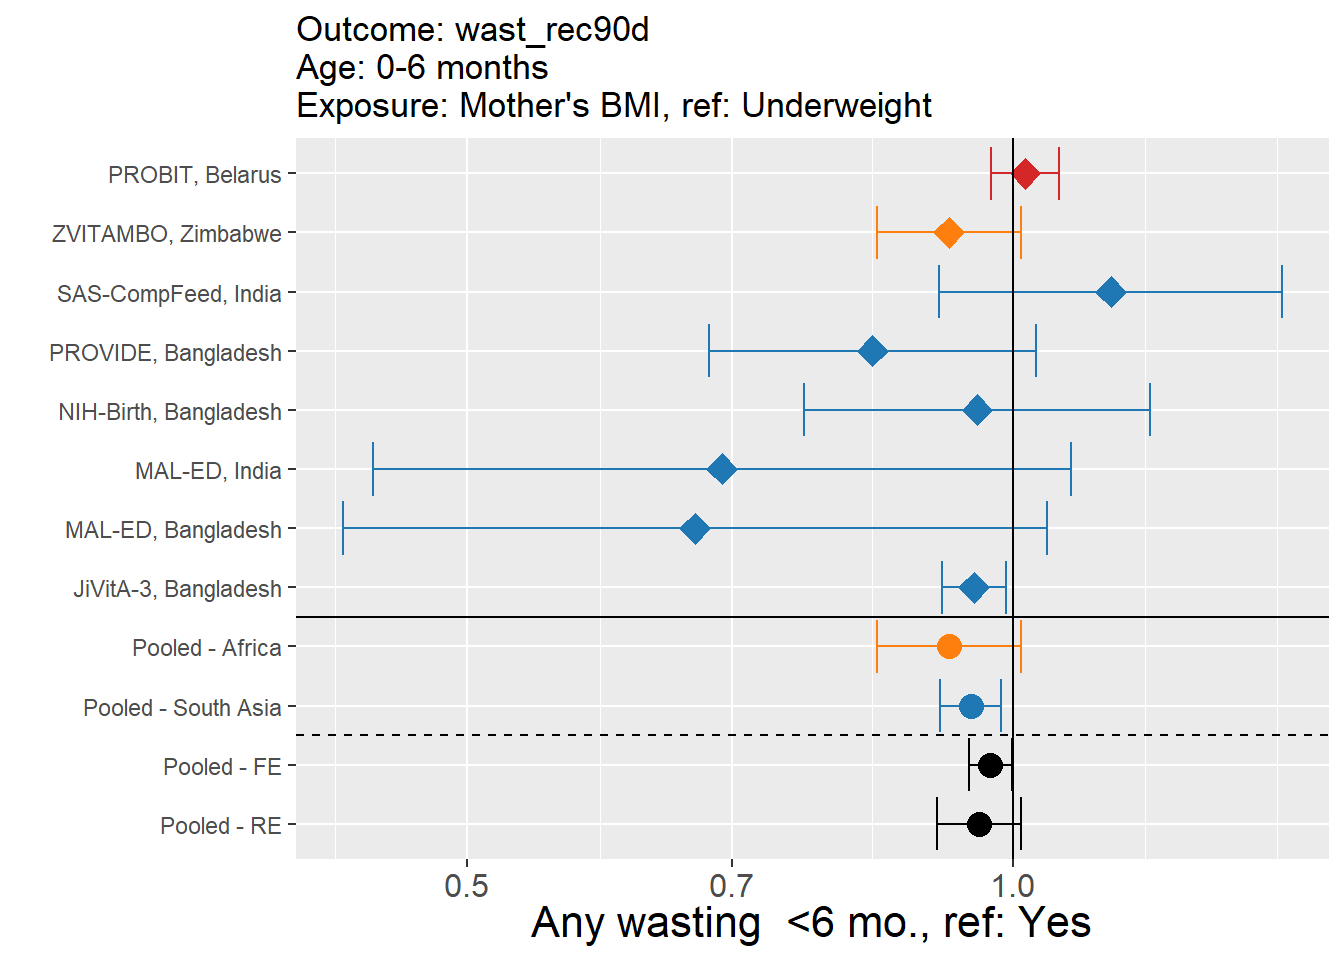 Outcome: wast_rec90d
Age: 0-6 months
Exposure: Mother's BMI, ref: Underweight
PROBIT, Belarus
ZVITAMBO, Zimbabwe
SAS-CompFeed, India
PROVIDE, Bangladesh
NIH-Birth, Bangladesh
MAL-ED, India
MAL-ED, Bangladesh
JiVitA-3, Bangladesh
Pooled - Africa
Pooled - South Asia
Pooled - FE
Pooled - RE
0.5 0.7 1.0
Any wasting  <6 mo., ref: Yes